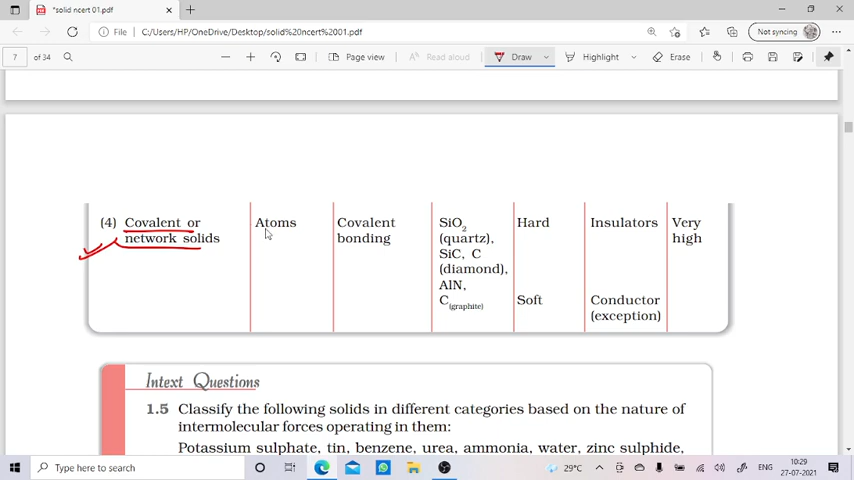 *solid ncert 01.pdf
File
C:/Users/HP/OneDrive/Desktop/solid%20ncert%2001.pdf
Not syncing
7 of 34
Page view
Read aloud
Draw
Highlight
Erase
(4) Covalent or network solids
Atoms
Covalent bonding
SiO2 (quartz), SiC, C (diamond), AlN, C(graphite)
Hard
Soft
Insulators
Conductor (exception)
Very high
Intext Questions
1.5 Classify the following solids in different categories based on the nature of
intermolecular forces operating in them:
Potassium sulphate, tin, benzene, urea, ammonia, water, zinc sulphide,
Type here to search
29°C
ENG
10:29
27-07-2021